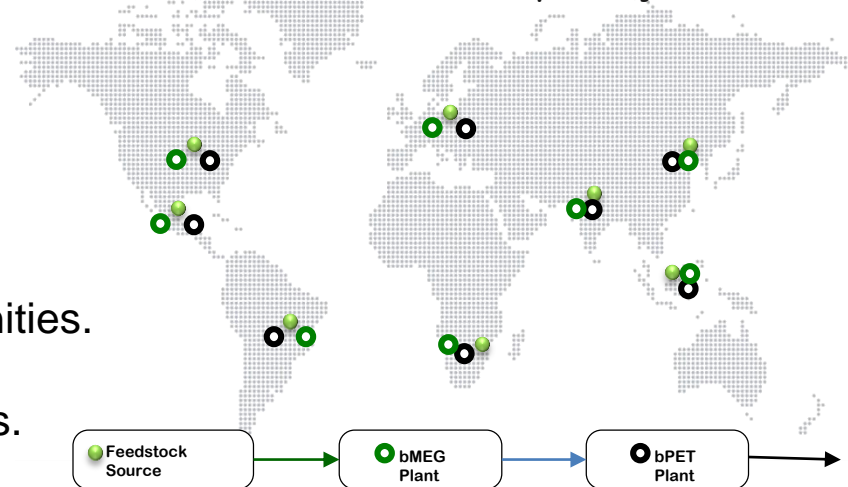 nities.
s.
Feedstock
Source
bMEG
Plant
bPET
Plant